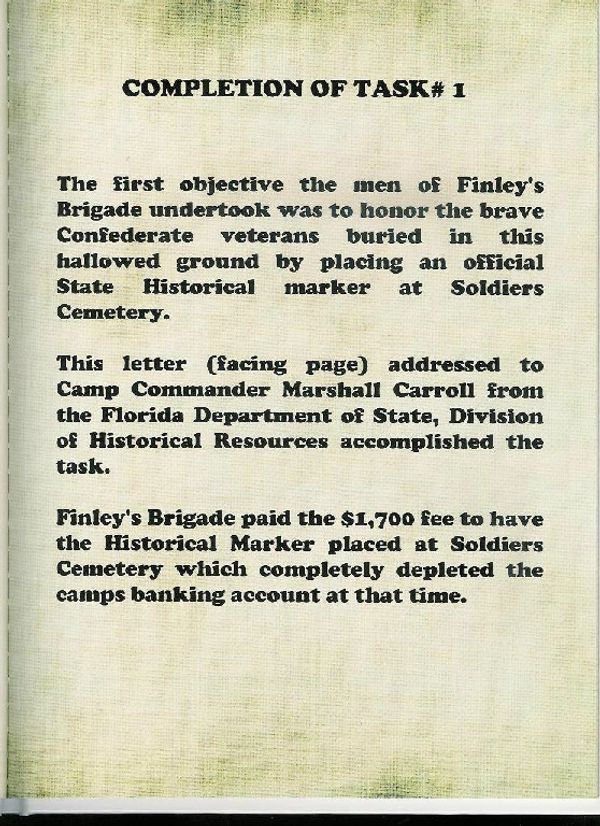 COMPLETION OF TASK# 1
The first objective the men of Finley's
Brigade undertook was to honor the brave
Confederate veterans buried in this
hallowed ground by placing an official
State Historical marker at Soldiers
Cemetery.
This letter (facing page) addressed to
Camp Commander Marshall Carroll from
the Florida Department of State, Division
of Historical Resources accomplished the
task.
Finley's Brigade paid the $1,700 fee to have
the Historical Marker placed at Soldiers
Cemetery which completely depleted the
camps banking account at that time.